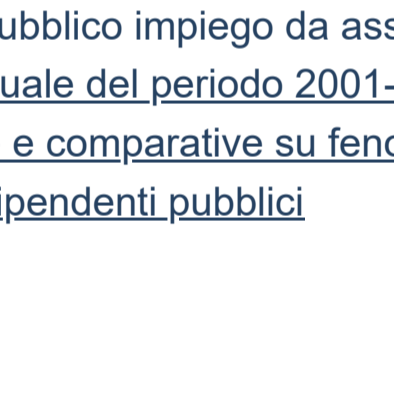 ubblico impiego da ass
uale del periodo 2001-
e comparative su feno
ipendenti pubblici